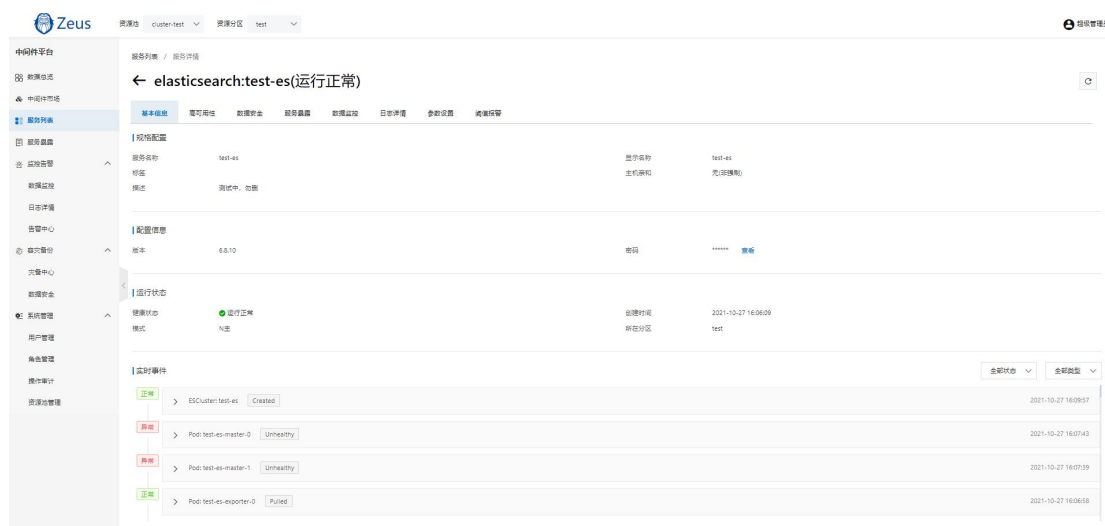 Zeus
资源池 cluster-test 资源分区 test
超级管理员
中间件平台
数据总览
中间件市场
服务列表
服务暴露
监控告警
数据监控
日志详情
告警中心
容灾备份
灾备中心
数据安全
系统管理
用户管理
角色管理
操作审计
资源池管理
服务列表 / 服务详情
← elasticsearch:test-es(运行正常)
基本信息 高可用性 数据安全 服务暴露 数据监控 日志详情 参数设置 阈值报警
规格配置
服务名称 test-es 显示名称 test-es
标签 主机亲和 无(非强制)
描述 测试中，勿删
配置信息
版本 6.8.10 密码 ****** 查看
运行状态
健康状态 运行正常 创建时间 2021-10-27 16:06:09
模式 N主 所在分区 test
实时事件 全部状态 全部类型
正常 ESCluster: test-es Created 2021-10-27 16:09:57
异常 Pod: test-es-master-0 Unhealthy 2021-10-27 16:07:43
异常 Pod: test-es-master-1 Unhealthy 2021-10-27 16:07:39
正常 Pod: test-es-exporter-0 Pulled 2021-10-27 16:06:58